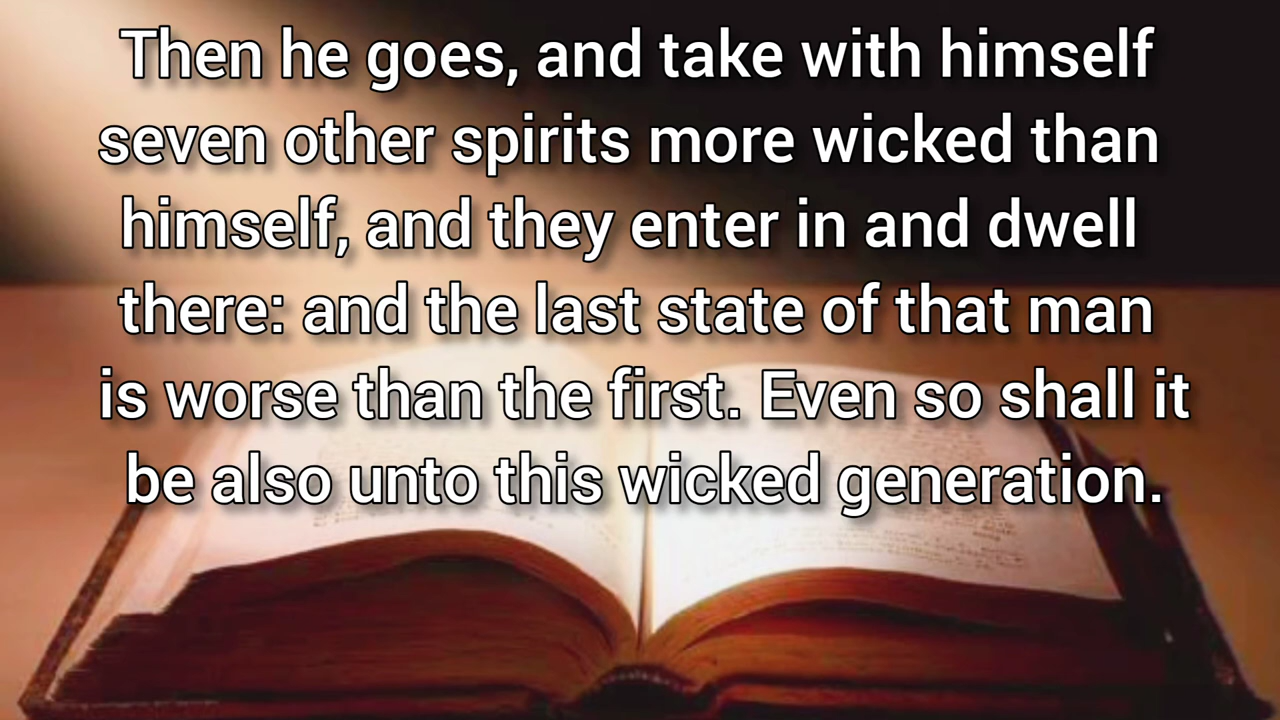 Then he goes, and take with himself
seven other spirits more wicked than
himself, and they enter in and dwell
there: and the last state of that man
is worse than the first. Even so shall it
be also unto this wicked generation.